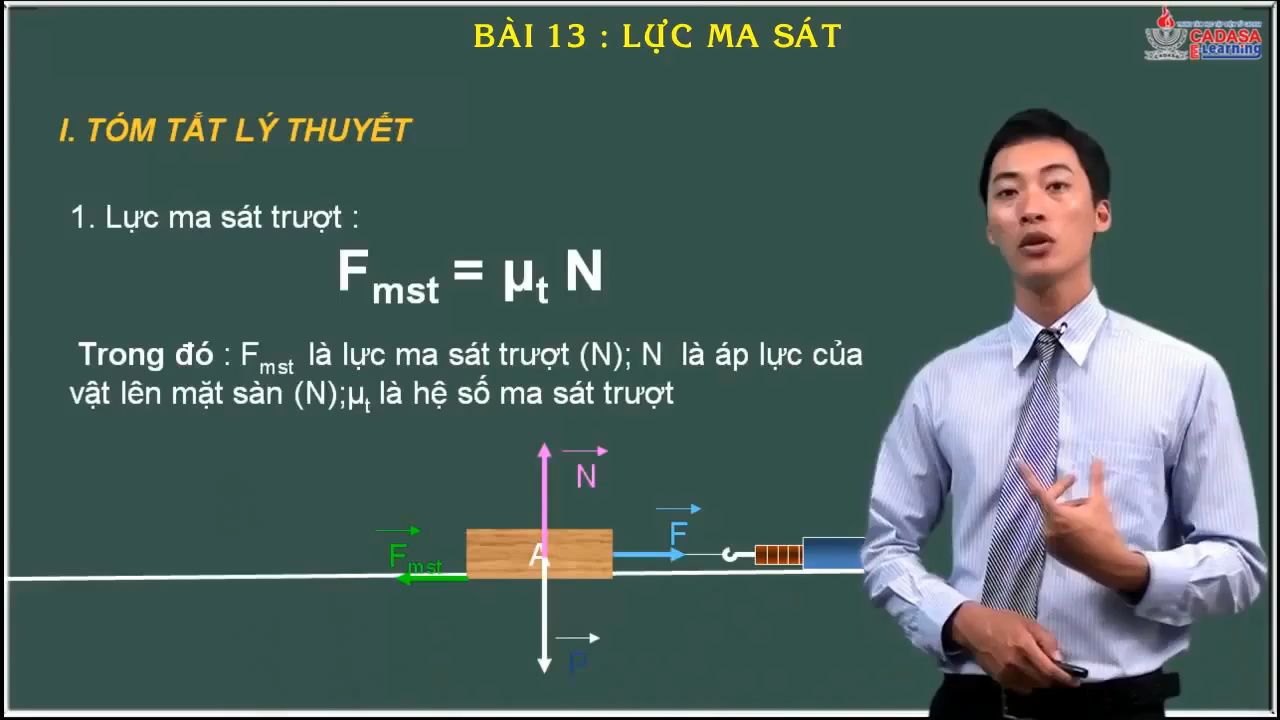 BÀI 13 : LỰC MA SÁT
CADASA
E Learning
I. TÓM TẮT LÝ THUYẾT
1. Lực ma sát trượt :
Fmst = µt N
Trong đó : Fmst là lực ma sát trượt (N); N là áp lực của
vật lên mặt sàn (N);µt là hệ số ma sát trượt
N
F
Fmst
A
P